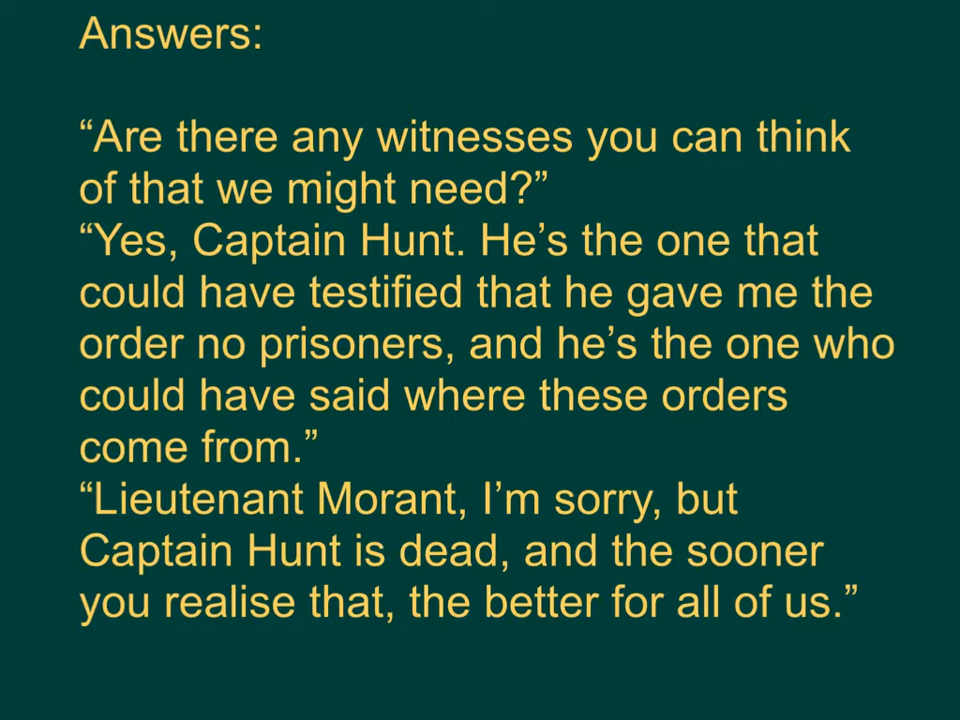 Answers:
“Are there any witnesses you can think
of that we might need?”
“Yes, Captain Hunt. He’s the one that
could have testified that he gave me the
order no prisoners, and he’s the one who
could have said where these orders
come from.”
“Lieutenant Morant, I’m sorry, but
Captain Hunt is dead, and the sooner
you realise that, the better for all of us.”